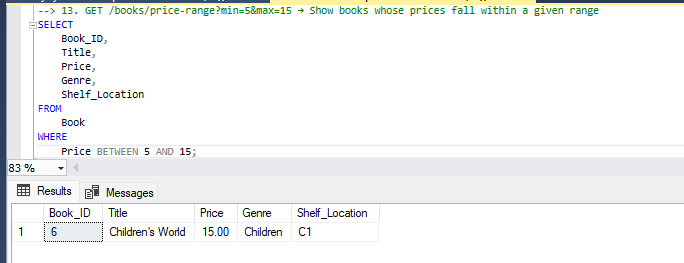 --> 13. GET /books/price-range?min=5&max=15 → Show books whose prices fall within a given range
SELECT
Book_ID,
Title,
Price,
Genre,
Shelf_Location
FROM
Book
WHERE
Price BETWEEN 5 AND 15;
83 %
Results Messages
Book_ID Title Price Genre Shelf_Location
1 6 Children's World 15.00 Children C1